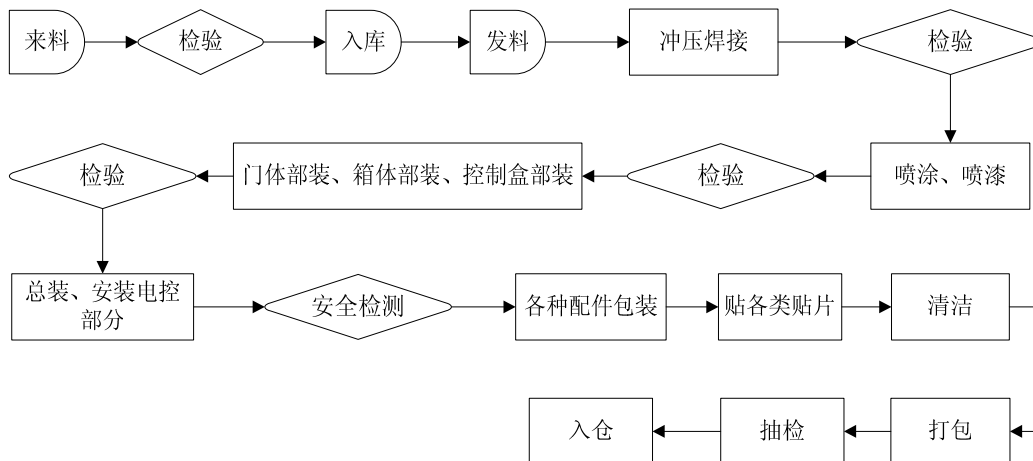 来料
检验
入库
发料
冲压焊接
检验
喷涂、喷漆
检验
门体部装、箱体部装、控制盒部装
检验
总装、安装电控
部分
安全检测
各种配件包装
贴各类贴片
清洁
打包
抽检
入仓